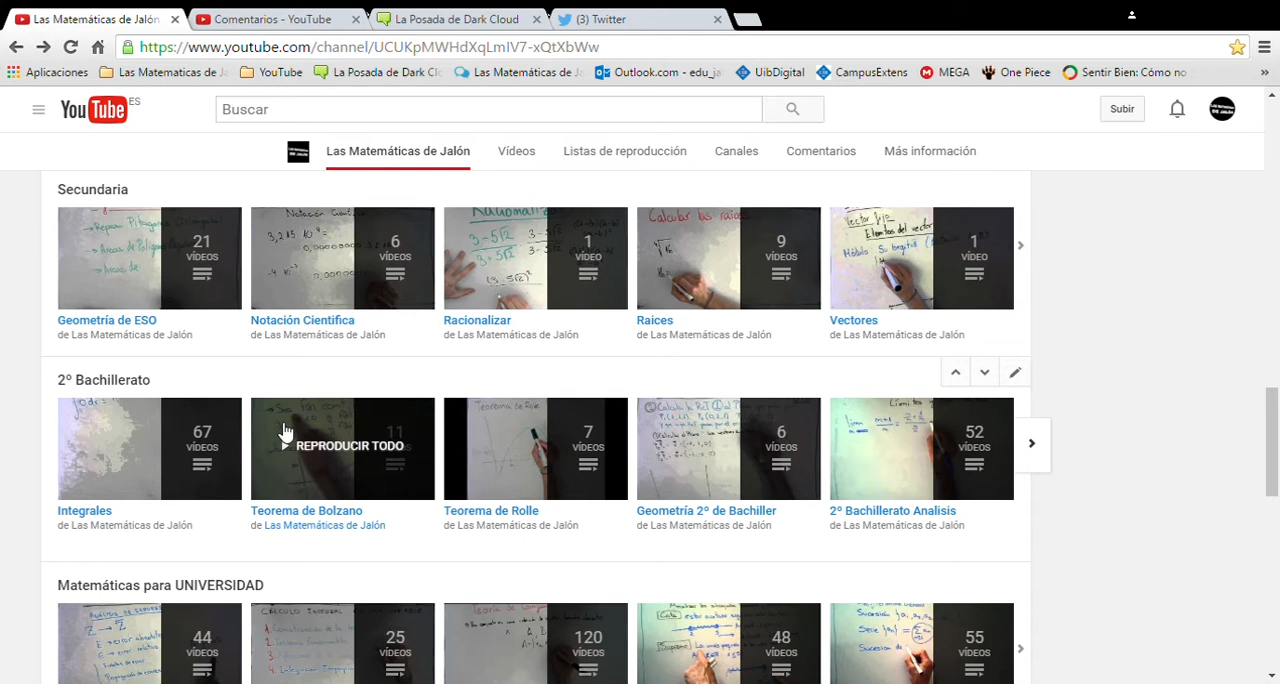 Las Matemáticas de Jalón
Comentarios - YouTube
La Posada de Dark Cloud
(3) Twitter
https://www.youtube.com/channel/UCUKpMWHdXqLmlV7-xQtXbWw
Aplicaciones
Las Matematicas de Ja
YouTube
La Posada de Dark Clo
Las Matemáticas de Ja
Outlook.com - edu_ja
UibDigital
CampusExtens
MEGA
One Piece
Sentir Bien: Cómo no
»
YouTube ES
Buscar
Subir
Las Matemáticas de Jalón
Vídeos
Listas de reproducción
Canales
Comentarios
Más información
Secundaria
21 VÍDEOS
6 VÍDEOS
1 VÍDEO
9 VÍDEOS
1 VÍDEO
Geometría de ESO
Notación Cientifica
Racionalizar
Raices
Vectores
de Las Matemáticas de Jalón
de Las Matemáticas de Jalón
de Las Matemáticas de Jalón
de Las Matemáticas de Jalón
de Las Matemáticas de Jalón
2º Bachillerato
67 VÍDEOS
11
REPRODUCIR TODO
7 VÍDEOS
6 VÍDEOS
52 VÍDEOS
Integrales
Teorema de Bolzano
Teorema de Rolle
Geometría 2º de Bachiller
2º Bachillerato Analisis
de Las Matemáticas de Jalón
de Las Matemáticas de Jalón
de Las Matemáticas de Jalón
de Las Matemáticas de Jalón
de Las Matemáticas de Jalón
Matemáticas para UNIVERSIDAD
44 VÍDEOS
25 VÍDEOS
120 VÍDEOS
48 VÍDEOS
55 VÍDEOS